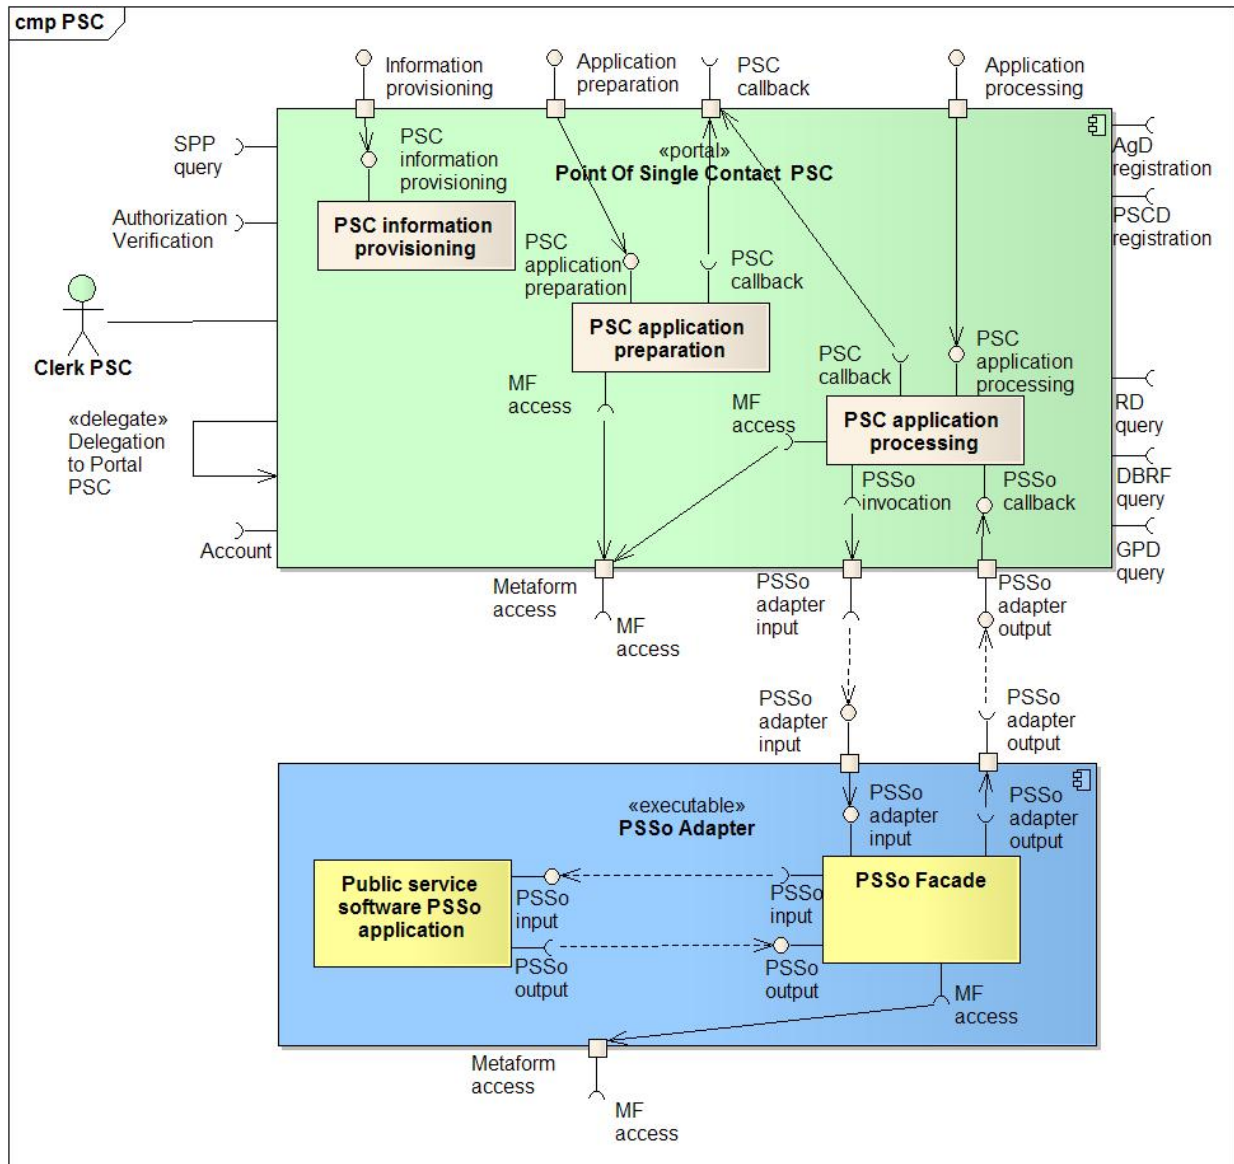 cmp PSC
Information
provisioning
Application
preparation
PSC
callback
Application
processing
SPP
query
Authorization
Verification
PSC
information
provisioning
«portal»
Point Of Single Contact PSC
AgD
registration
PSCD
registration
PSC information
provisioning
PSC
application
preparation
PSC
callback
Clerk PSC
PSC application
preparation
PSC
callback
PSC
application
processing
MF
access
MF
access
PSC application
processing
RD
query
«delegate»
Delegation
to Portal
PSC
PSSo
invocation
PSSo
callback
DBRF
query
Account
GPD
query
Metaform
access
MF
access
PSSo
adapter
input
PSSo
adapter
output
PSSo
adapter
input
PSSo
adapter
output
«executable»
PSSo Adapter
PSSo
adapter
input
PSSo
adapter
output
Public service
software PSSo
application
PSSo
input
PSSo
input
PSSo Facade
PSSo
output
PSSo
output
MF
access
Metaform
access
MF
access